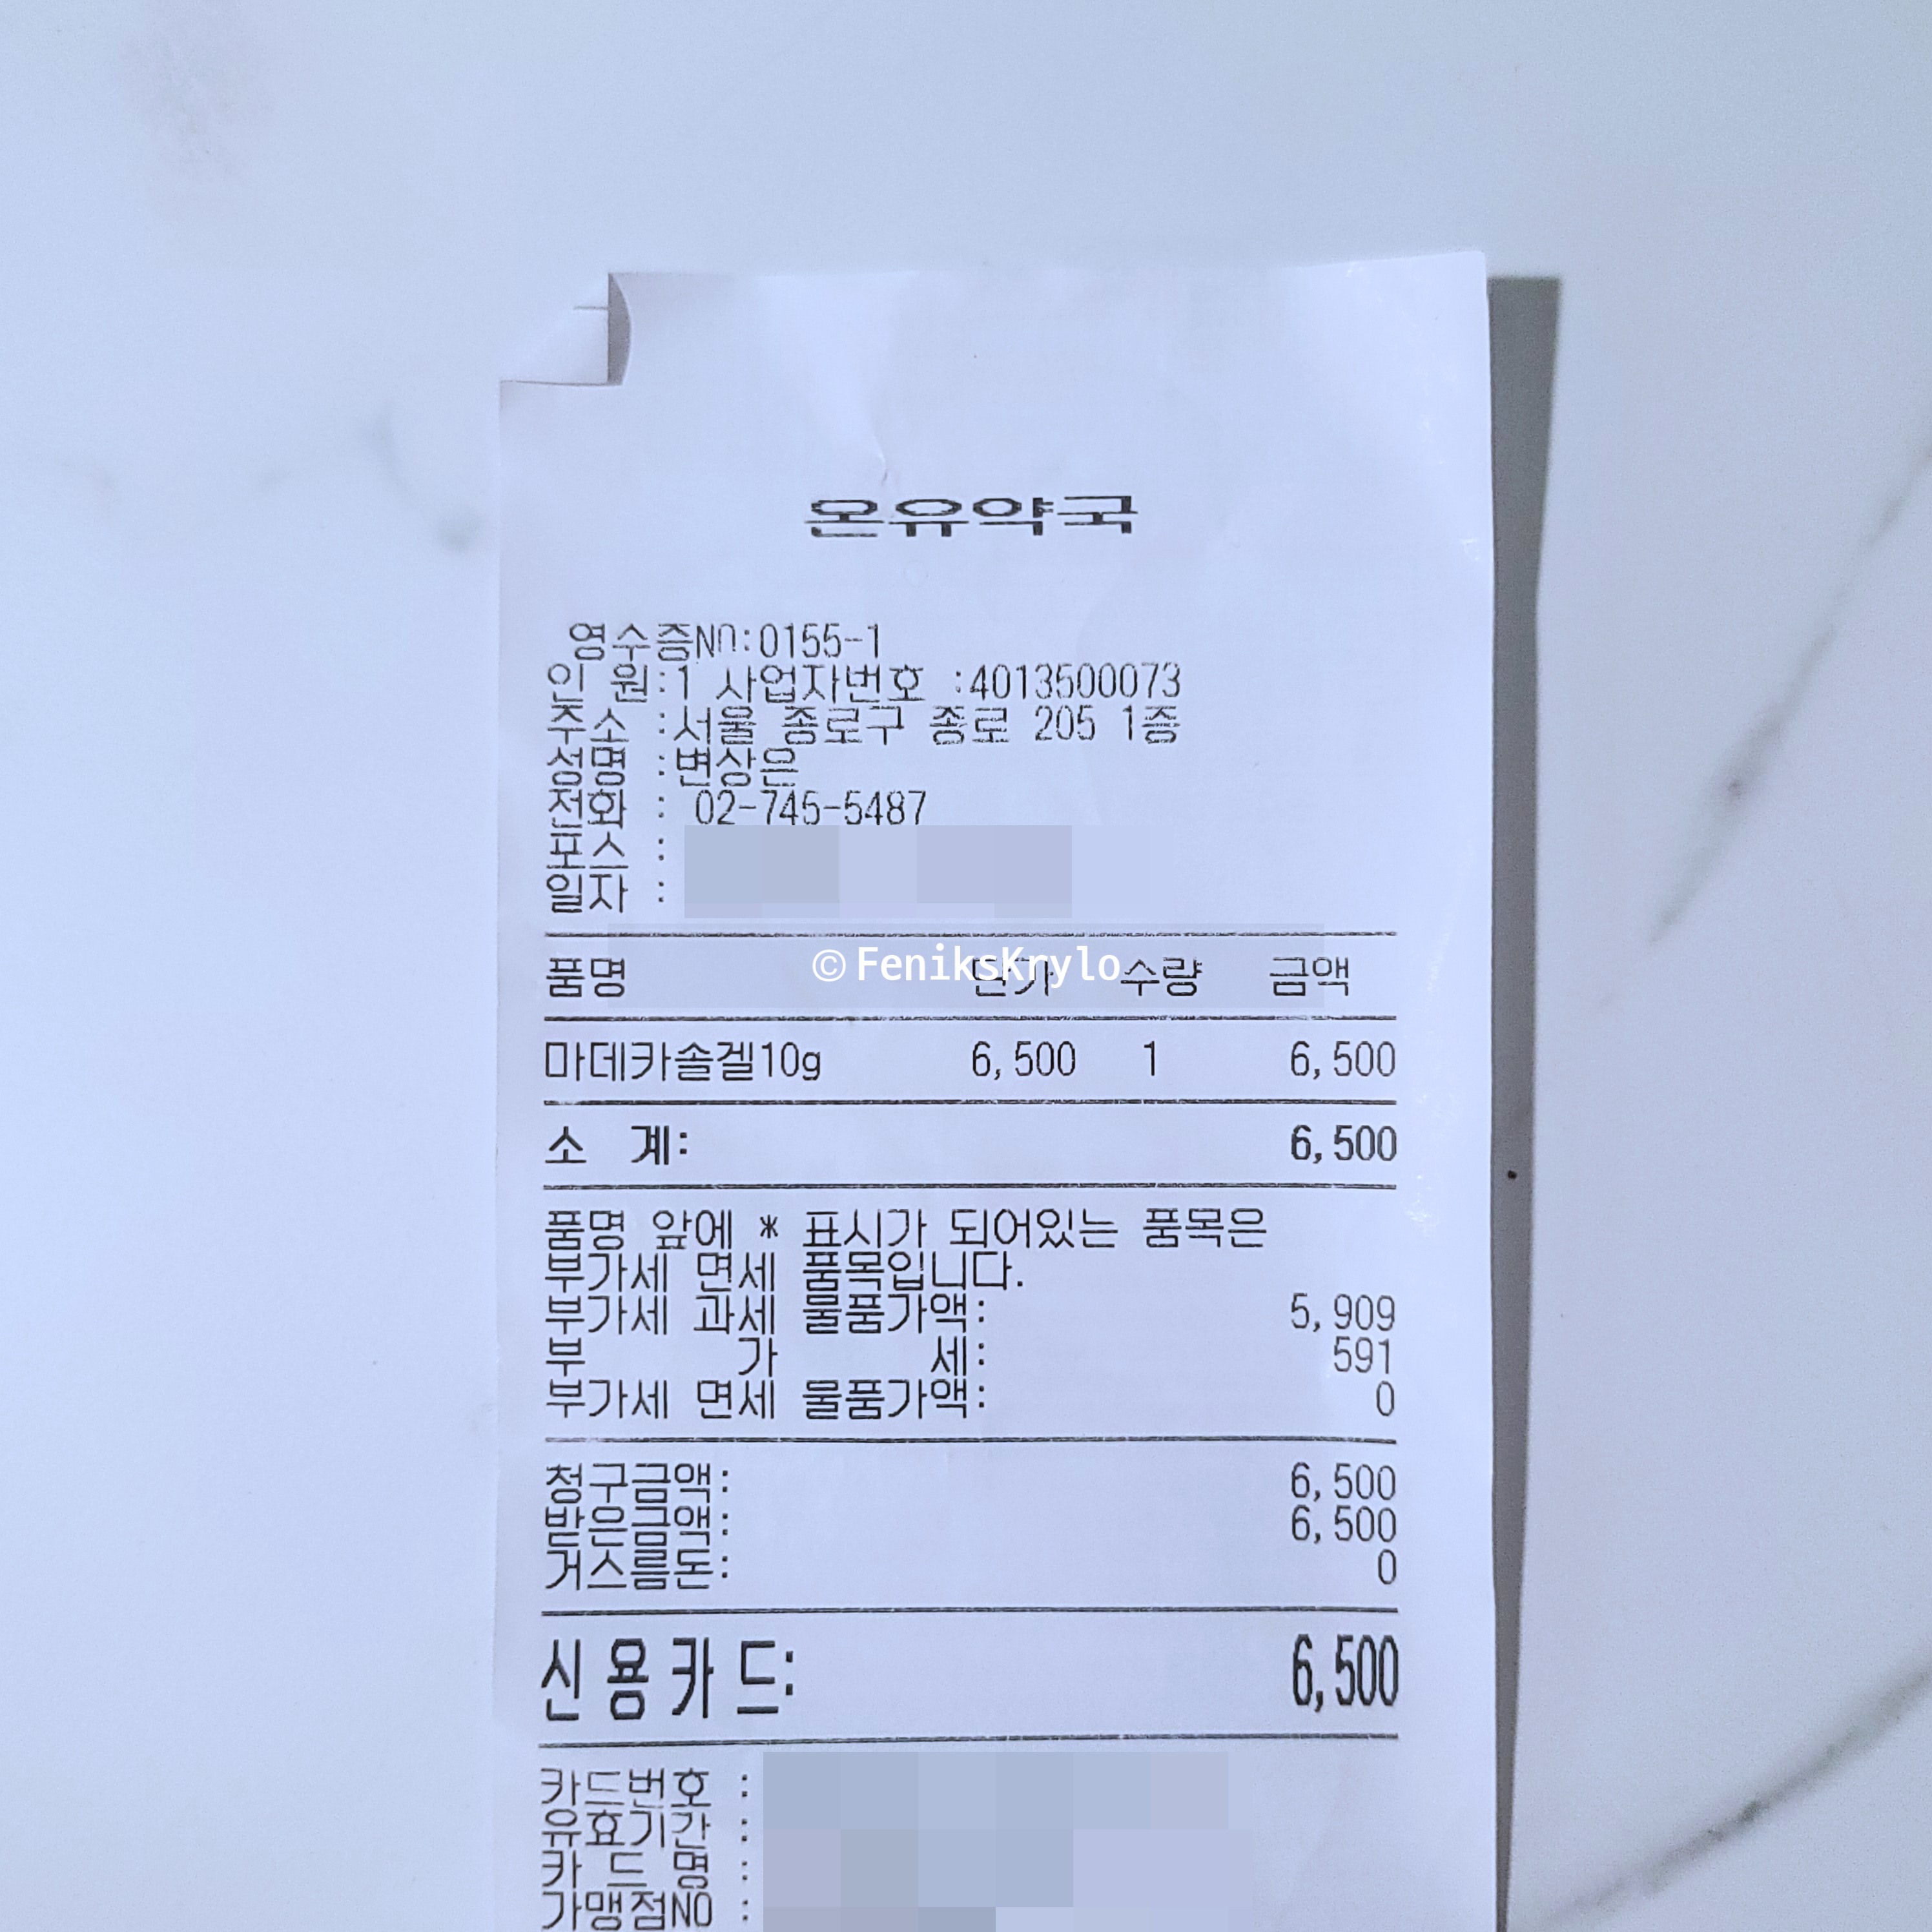 온유약국
영수증NO:0155-1
인 원:1 사업자번호 :4013500073
주소 :서울 종로구 종로 205 1층
성명 :변상은
전화 : 02-745-5487
포스 :
일자 :
품명 단가 수량 금액
© FeniksKrylo
마데카솔겔10g 6,500 1 6,500
소 계: 6,500
품명 앞에 * 표시가 되어있는 품목은
부가세 면세 품목입니다.
부가세 과세 물품가액: 5,909
부 가 세: 591
부가세 면세 물품가액: 0
청구금액: 6,500
받은금액: 6,500
거스름돈: 0
신용카드: 6,500
카드번호 :
유효기간 :
카 드 명 :
가맹점NO :